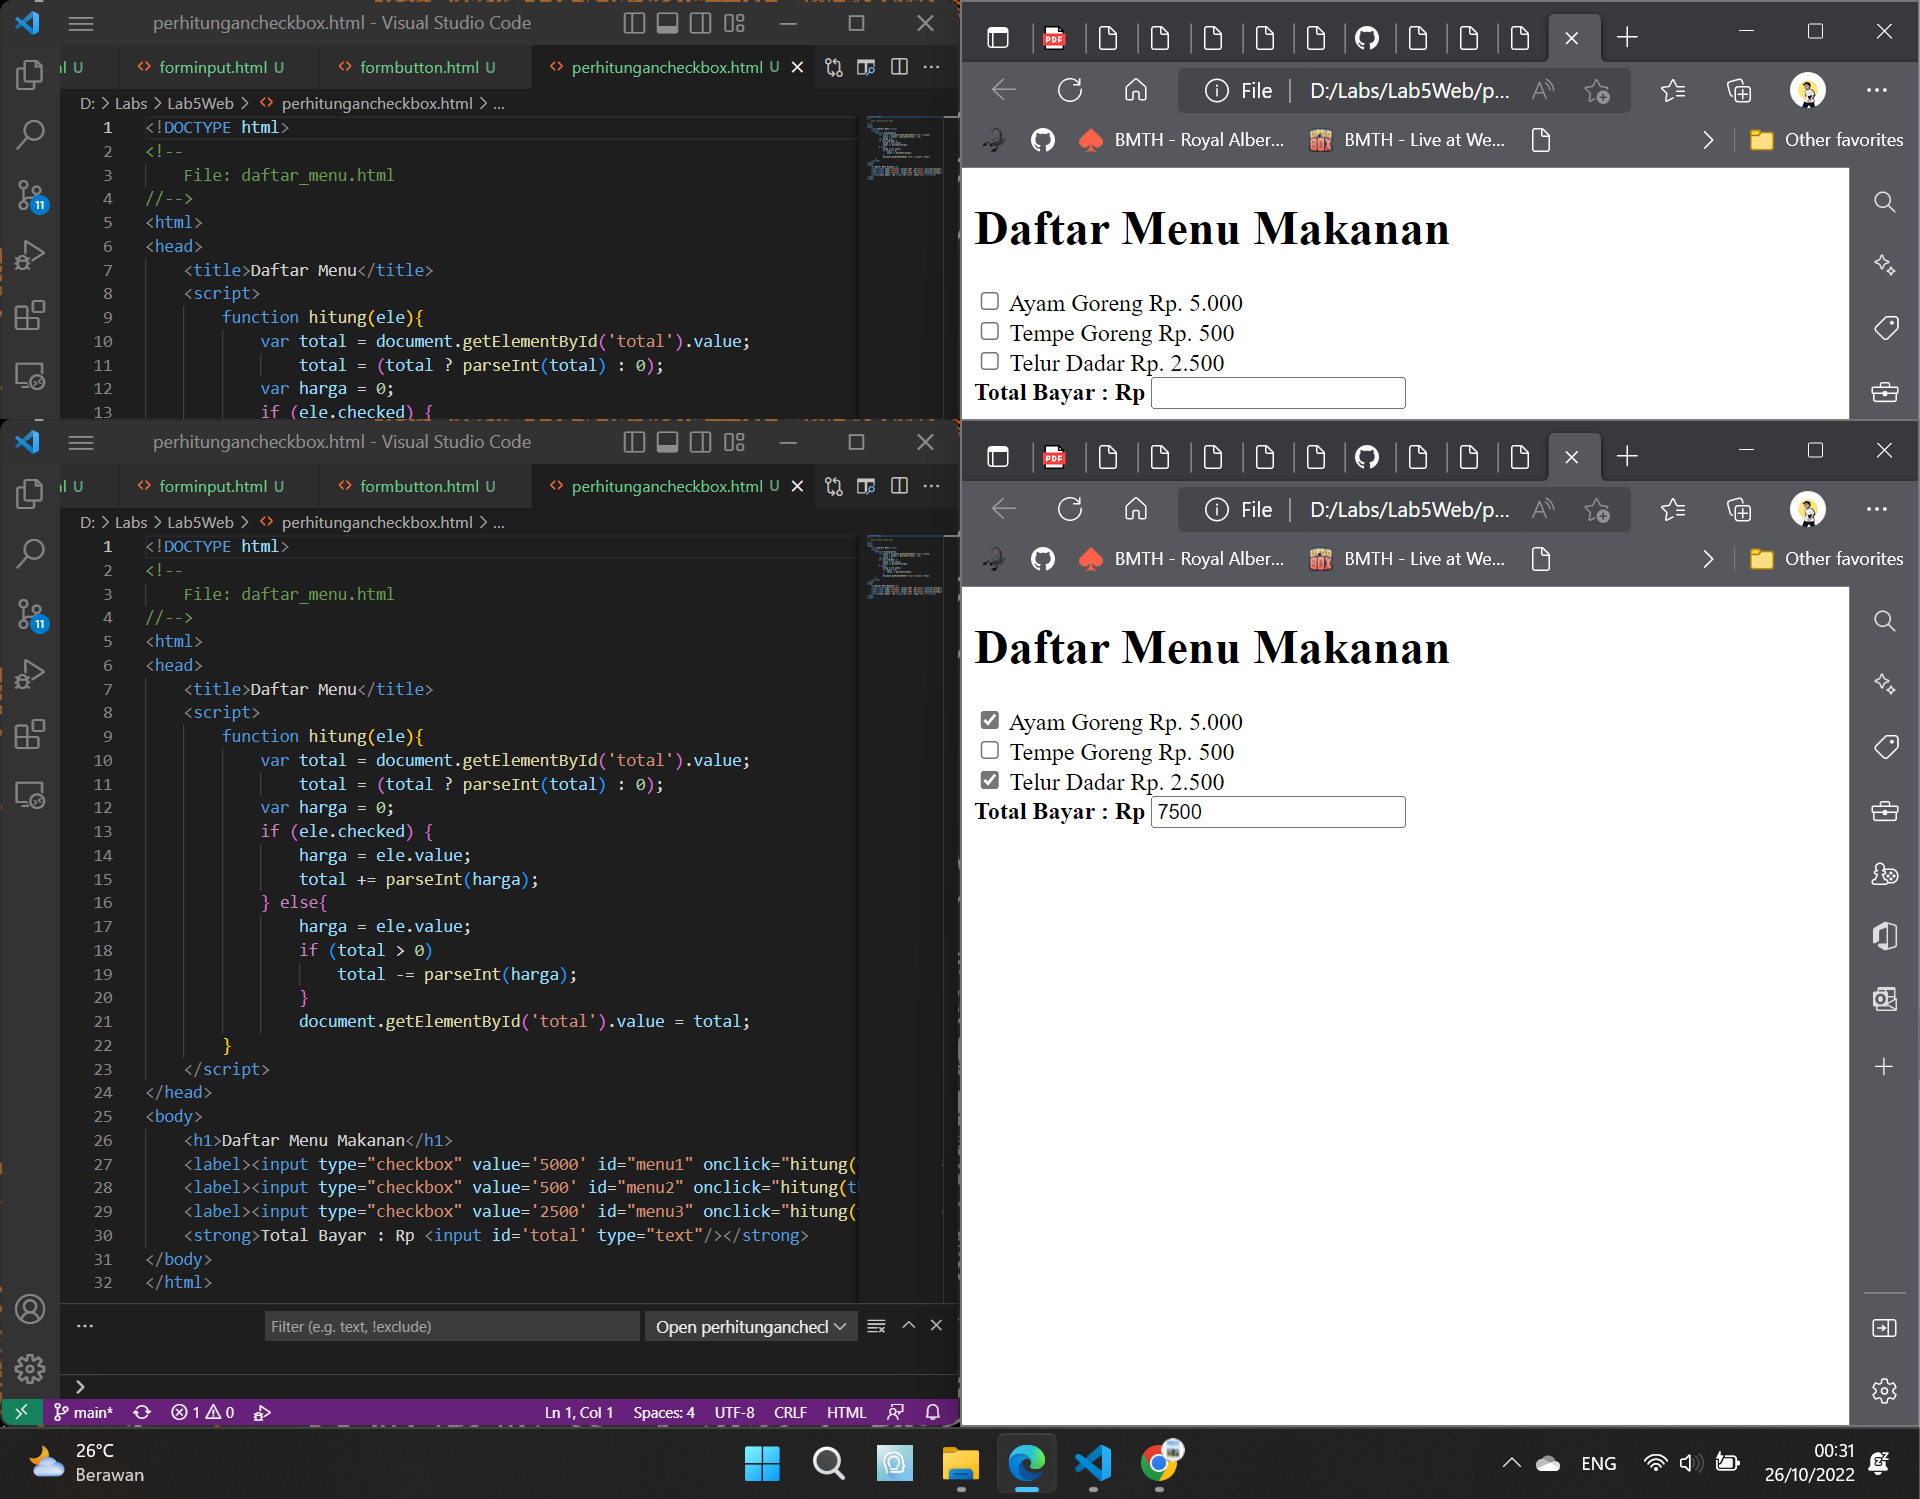 perhitungancheckbox.html - Visual Studio Code
l U forminput.html U formbutton.html U perhitungancheckbox.html U
D: > Labs > Lab5Web > perhitungancheckbox.html > ...
1 <!DOCTYPE html>
2 <!--
3 File: daftar_menu.html
4 //-->
5 <html>
6 <head>
7 <title>Daftar Menu</title>
8 <script>
9 function hitung(ele){
10 var total = document.getElementById('total').value;
11 total = (total ? parseInt(total) : 0);
12 var harga = 0;
13 if (ele.checked) {
11
PDF
File D:/Labs/Lab5Web/p...
BMTH - Royal Alber... BMTH - Live at We... Other favorites
Daftar Menu Makanan
Ayam Goreng Rp. 5.000
Tempe Goreng Rp. 500
Telur Dadar Rp. 2.500
Total Bayar : Rp
perhitungancheckbox.html - Visual Studio Code
l U forminput.html U formbutton.html U perhitungancheckbox.html U
D: > Labs > Lab5Web > perhitungancheckbox.html > ...
1 <!DOCTYPE html>
2 <!--
3 File: daftar_menu.html
4 //-->
5 <html>
6 <head>
7 <title>Daftar Menu</title>
8 <script>
9 function hitung(ele){
10 var total = document.getElementById('total').value;
11 total = (total ? parseInt(total) : 0);
12 var harga = 0;
13 if (ele.checked) {
14 harga = ele.value;
15 total += parseInt(harga);
16 } else{
17 harga = ele.value;
18 if (total > 0)
19 total -= parseInt(harga);
20 }
21 document.getElementById('total').value = total;
22 }
23 </script>
24 </head>
25 <body>
26 <h1>Daftar Menu Makanan</h1>
27 <label><input type="checkbox" value='5000' id="menu1" onclick="hitung(
28 <label><input type="checkbox" value='500' id="menu2" onclick="hitung(t
29 <label><input type="checkbox" value='2500' id="menu3" onclick="hitung(
30 <strong>Total Bayar : Rp <input id='total' type="text"/></strong>
31 </body>
32 </html>
11
Filter (e.g. text, !exclude) Open perhitungancheckl
main* 1 0 Ln 1, Col 1 Spaces: 4 UTF-8 CRLF HTML
PDF
File D:/Labs/Lab5Web/p...
BMTH - Royal Alber... BMTH - Live at We... Other favorites
Daftar Menu Makanan
Ayam Goreng Rp. 5.000
Tempe Goreng Rp. 500
Telur Dadar Rp. 2.500
Total Bayar : Rp 7500
26°C
Berawan
ENG
00:31
26/10/2022